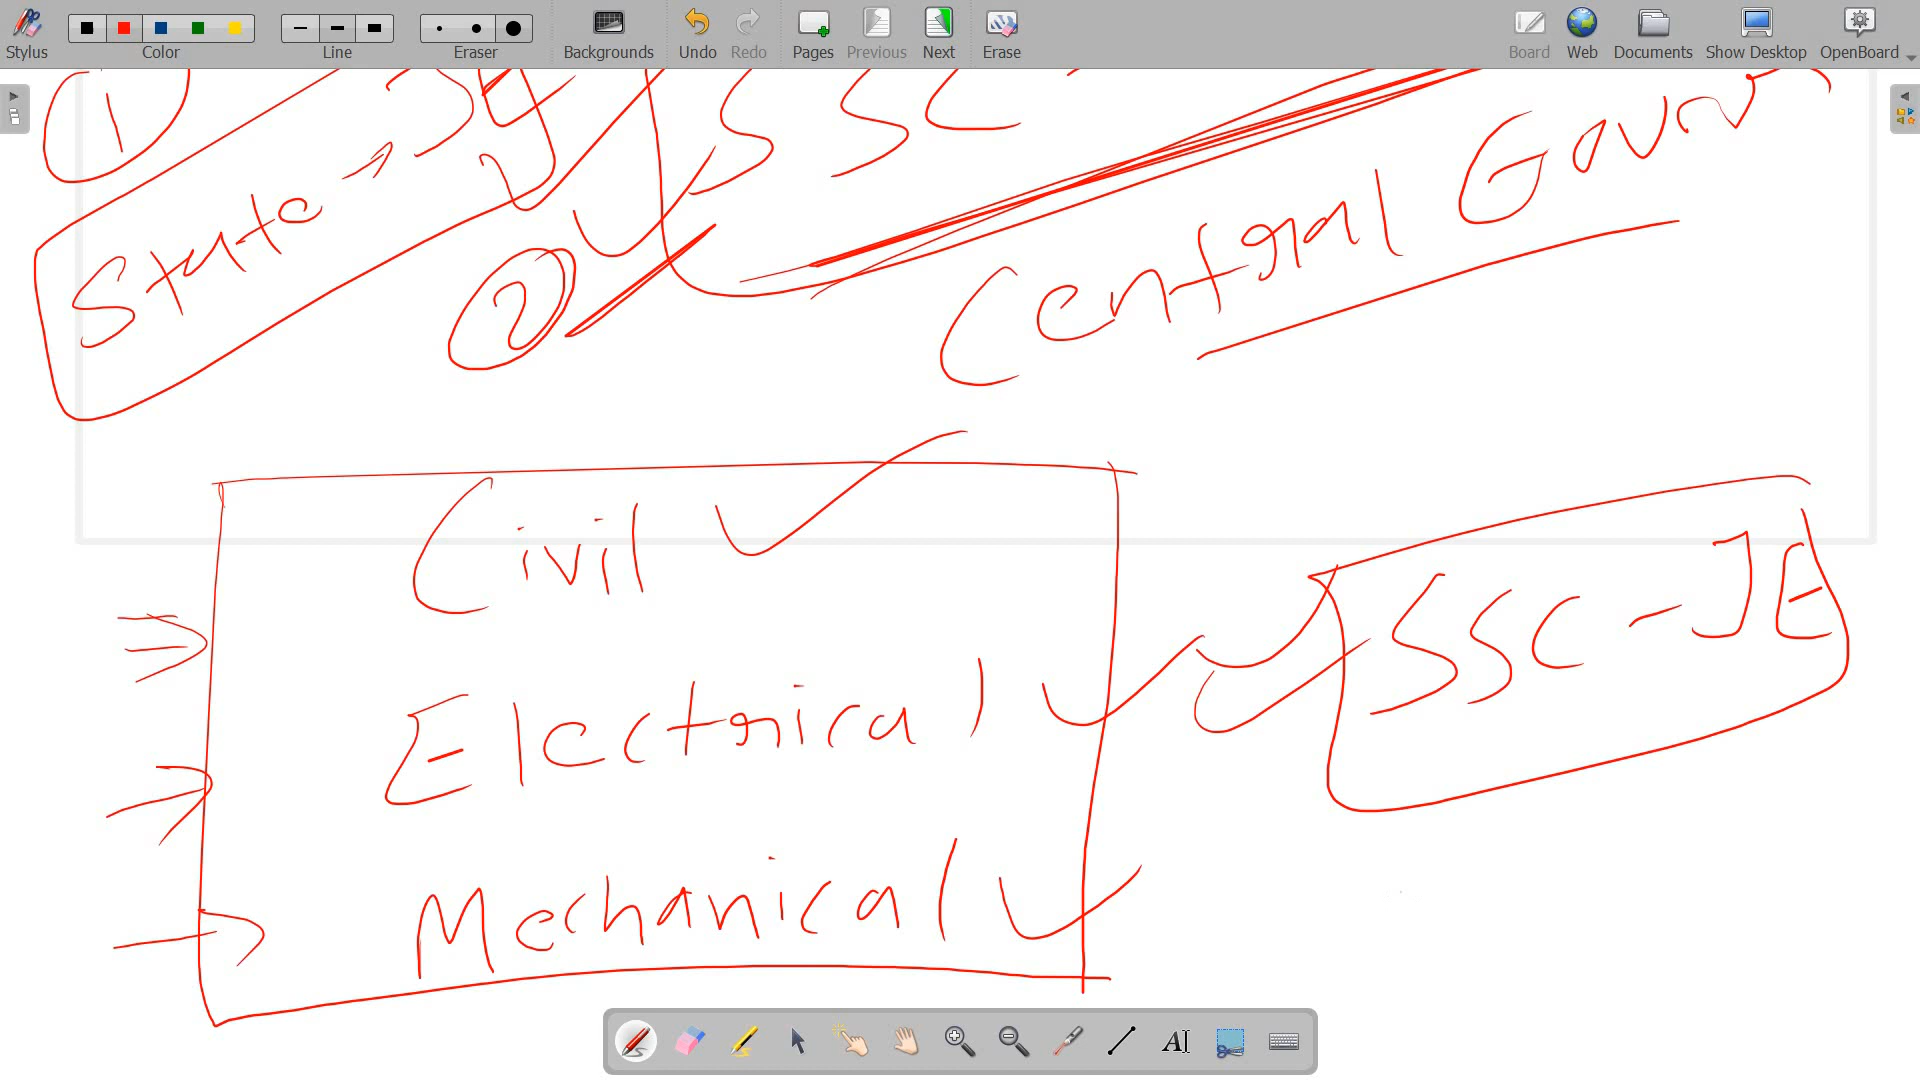 Stylus
Color
Line
Eraser
Backgrounds
Undo
Redo
Pages
Previous
Next
Erase
Board
Web
Documents
Show Desktop
OpenBoard
1
SSC
State
2
Central Govn
Civil
Electrical
Mechanical
SSC-JE